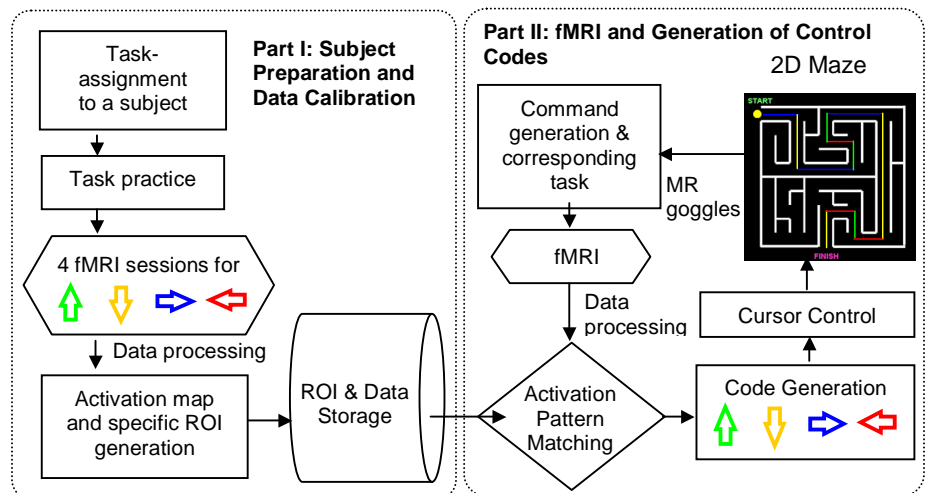 Part I: Subject
Preparation and
Data Calibration
Task-
assignment
to a subject
Task practice
4 fMRI sessions for
Data processing
Activation map
and specific ROI
generation
ROI & Data
Storage
Part II: fMRI and Generation of Control
Codes
2D Maze
START
FINISH
Command
generation &
corresponding
task
MR
goggles
fMRI
Data
processing
Activation
Pattern
Matching
Code Generation
Cursor Control